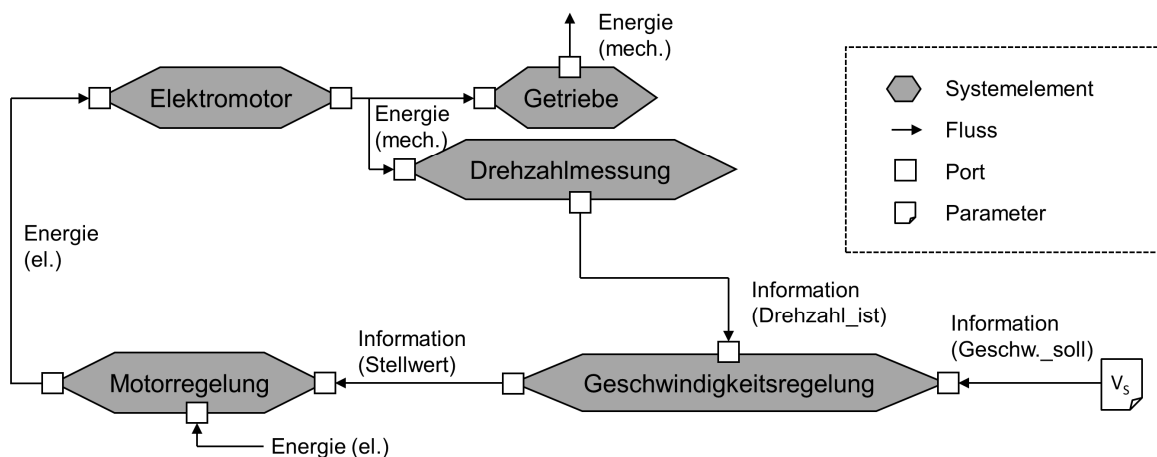 Energie
(mech.)
Elektromotor
Getriebe
Energie
(mech.)
Drehzahlmessung
Systemelement
Fluss
Port
Parameter
Energie
(el.)
Information
(Drehzahl_ist)
Information
(Stellwert)
Information
(Geschw._soll)
Motorregelung
Geschwindigkeitsregelung
Vs
Energie (el.)